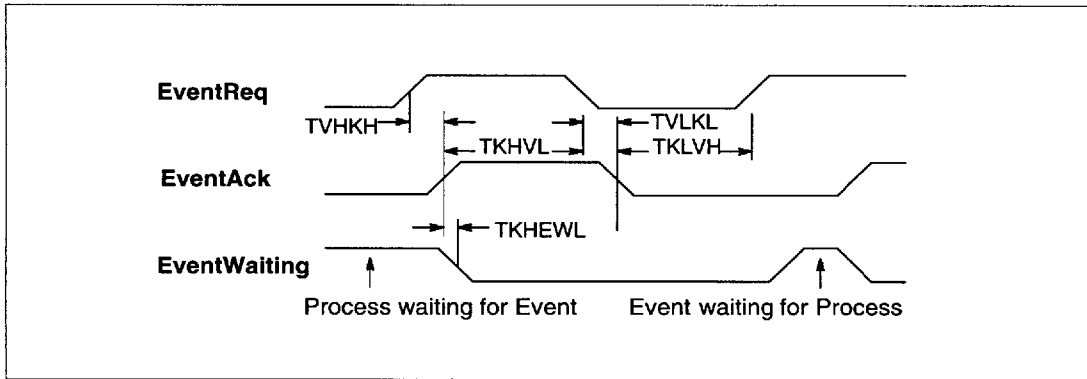 EventReq
TVHKH
TVLKL
TKHVL
TKLVH
EventAck
TKHEWL
EventWaiting
Process waiting for Event
Event waiting for Process